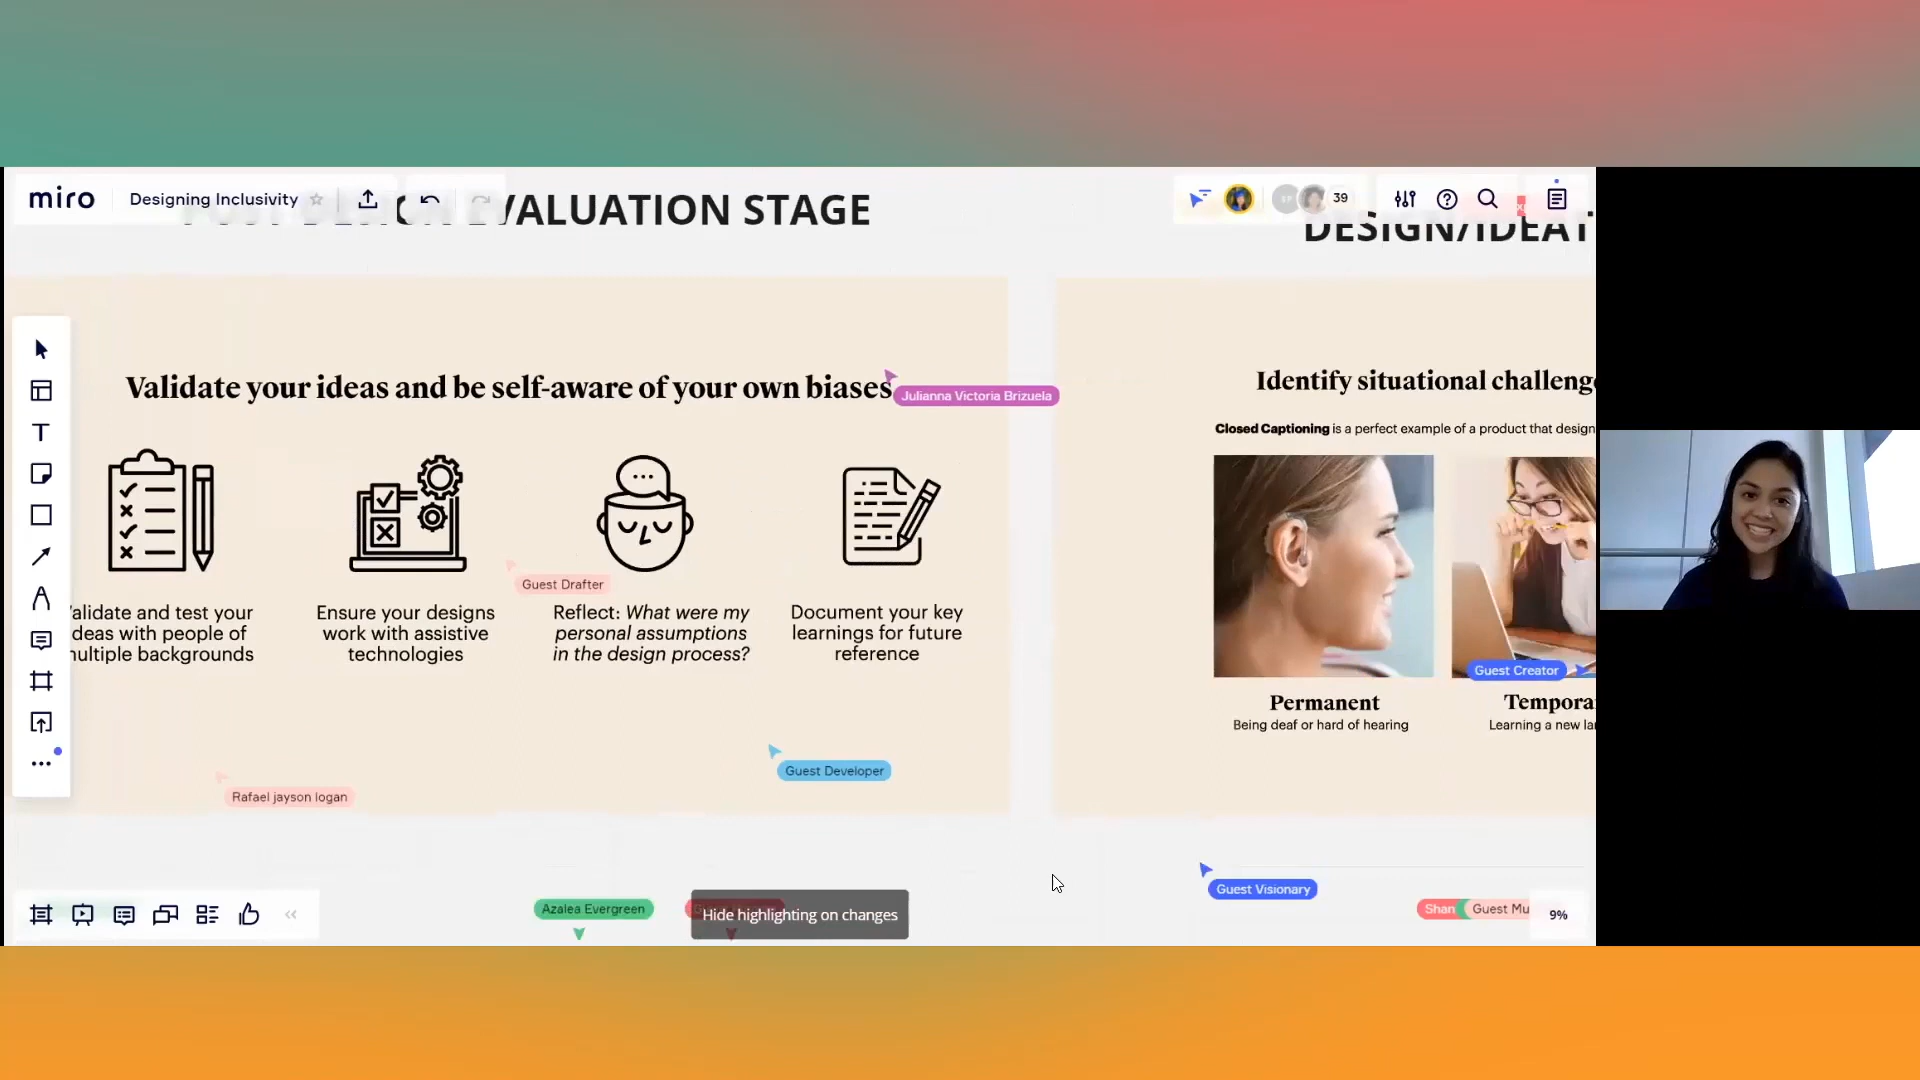 miro
Designing Inclusivity
EVALUATION STAGE
39
DESIGN/IDEAT
Validate your ideas and be self-aware of your own biases
Julianna Victoria Brizuela
Identify situational challeng
Closed Captioning is a perfect example of a product that design
Guest Drafter
alidate and test your
deas with people of
ultiple backgrounds
Ensure your designs
work with assistive
technologies
Reflect: What were my
personal assumptions
in the design process?
Document your key
learnings for future
reference
Guest Creator
Permanent
Being deaf or hard of hearing
Tempora
Learning a new la
Guest Developer
Rafael jayson logan
Guest Visionary
Azalea Evergreen
Hide highlighting on changes
Shan
Guest Mu
9%